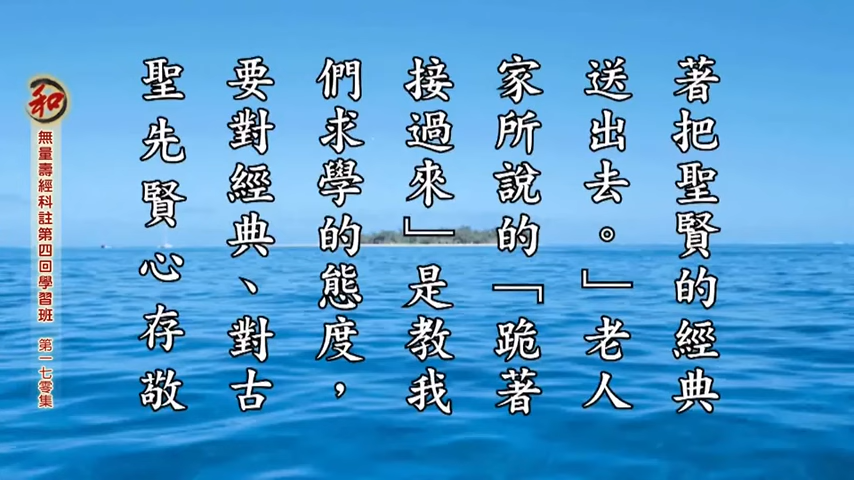 著把聖賢的經典
送出去。」老人
家所說的「跪著
接過來」是教我
們求學的態度，
要對經典、對古
聖先賢心存敬
和
無量壽經科註第四回學習班 第一七零集